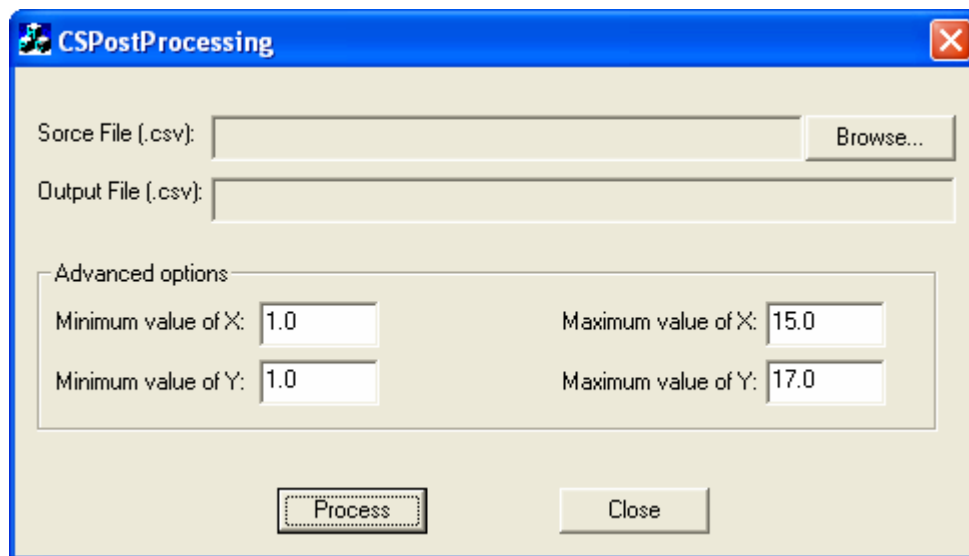 CSPostProcessing
Sorce File (.csv): Browse...
Output File (.csv):
Advanced options
Minimum value of X: 1.0 Maximum value of X: 15.0
Minimum value of Y: 1.0 Maximum value of Y: 17.0
Process Close